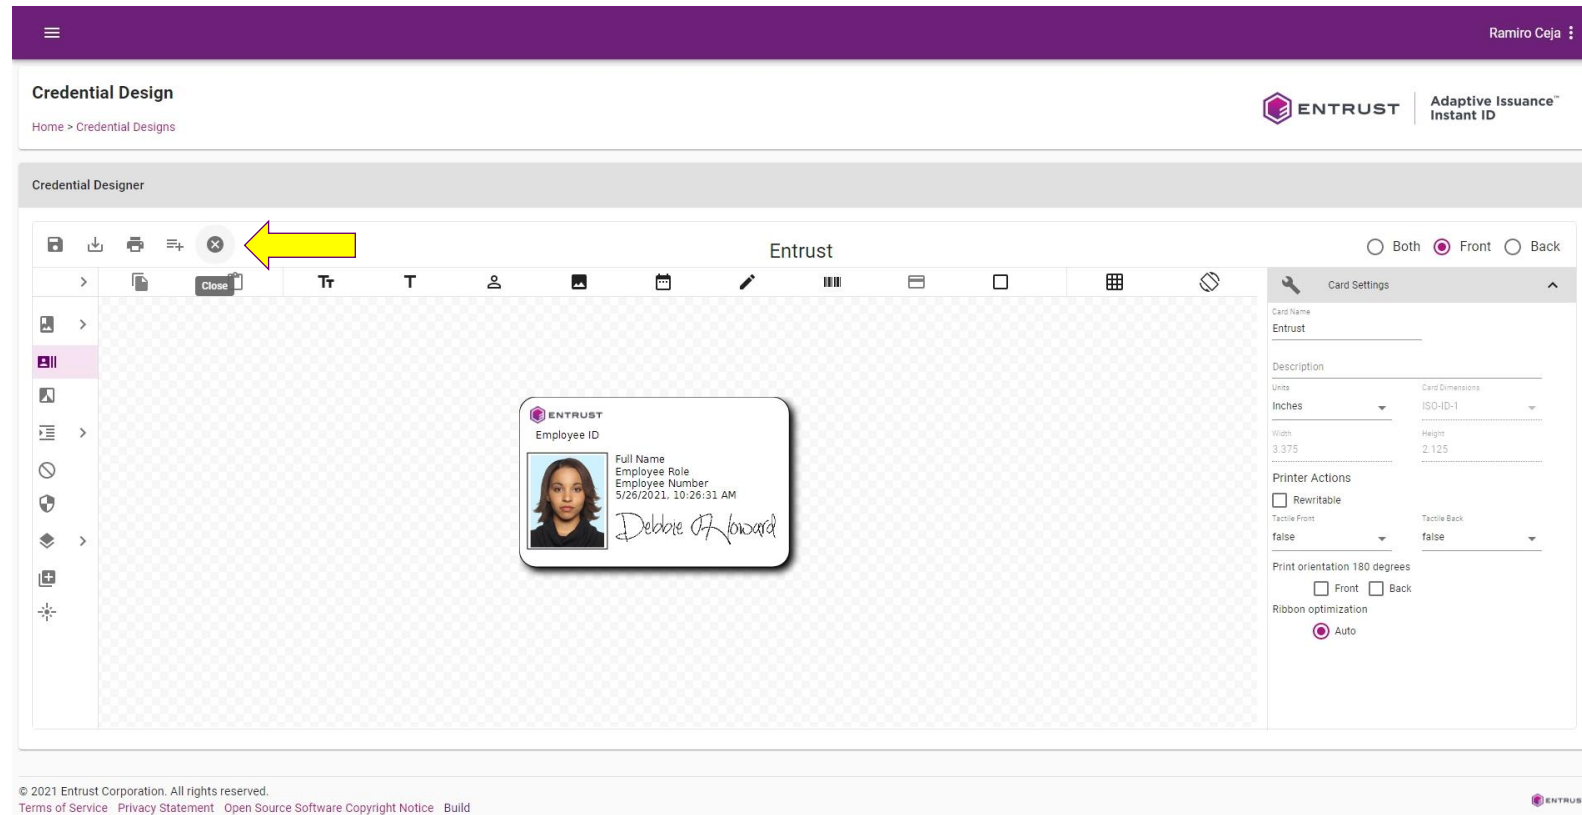 Ramiro Ceja
Credential Design
Home > Credential Designs
ENTRUST
Adaptive Issuance™
Instant ID
Credential Designer
Entrust
Both Front Back
Close
Tт T
Card Settings
Card Name
Entrust
Description
Units Card Dimensions
Inches ISO-ID-1
Width Height
3.375 2.125
Printer Actions
Rewritable
Tactile Front Tactile Back
false false
Print orientation 180 degrees
Front Back
Ribbon optimization
Auto
ENTRUST
Employee ID
Full Name
Employee Role
Employee Number
5/26/2021, 10:26:31 AM
Debbie A Howard
© 2021 Entrust Corporation. All rights reserved.
Terms of Service Privacy Statement Open Source Software Copyright Notice Build
ENTRUS